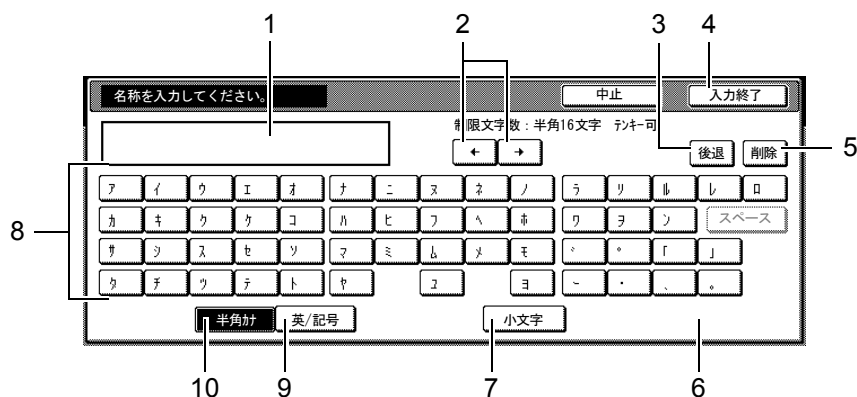 1 2 3 4
名称を入力してください。 中止 入力終了
制限文字数：半角16文字 ﾃﾝｷｰ可
← →
後退 削除 5
ｱ ｲ ｳ ｴ ｵ ﾅ ﾆ ﾇ ﾈ ﾉ ﾗ ﾘ ﾙ ﾚ ﾛ
ｶ ｷ ｸ ｹ ｺ ﾊ ﾋ ﾌ ﾍ ﾎ ﾜ ｦ ﾝ スペース
8
ｻ ｼ ｽ ｾ ｿ ﾏ ﾐ ﾑ ﾒ ﾓ ﾞ ﾟ ｢ ｣
ﾀ ﾁ ﾂ ﾃ ﾄ ﾔ ﾕ ﾖ ｰ ･ ､ ｡
半角ｶﾅ 英/記号 小文字
10 9 7 6